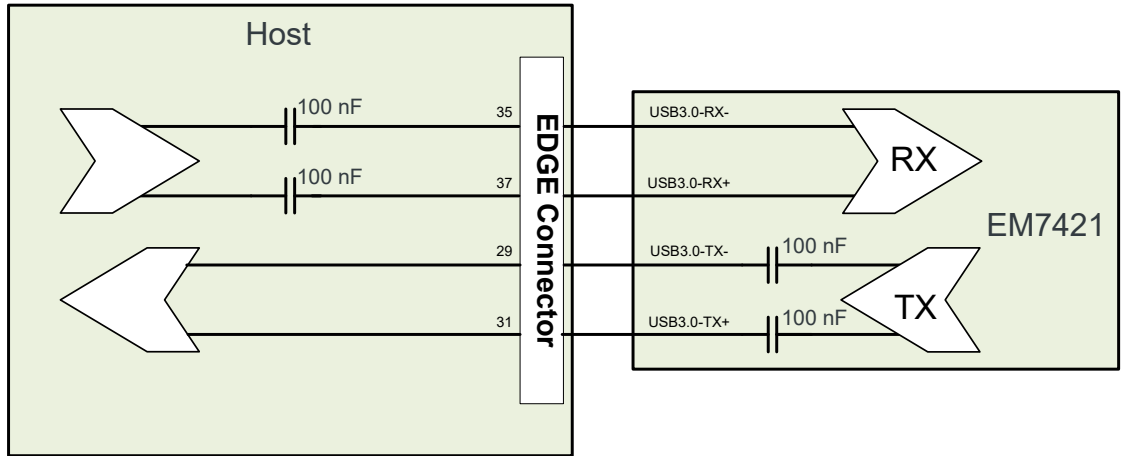 Host
100 nF
35
USB3.0-RX-
100 nF
37
USB3.0-RX+
RX
EDGE Connector
EM7421
29
USB3.0-TX-
100 nF
TX
31
USB3.0-TX+
100 nF